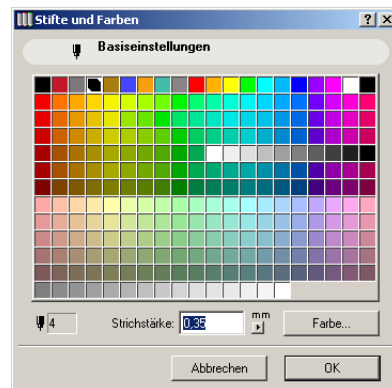 Stifte und Farben
Basiseinstellungen
4
Strichstärke:
0,35
mm
Farbe...
Abbrechen
OK